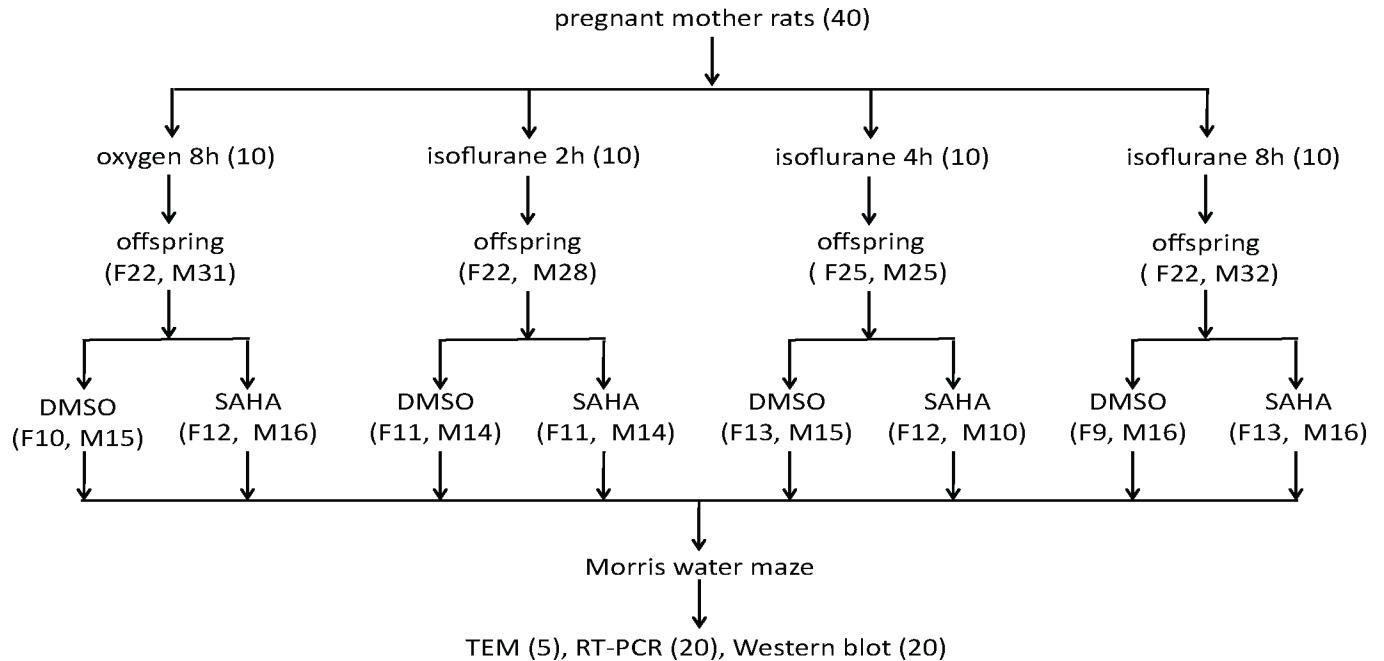 pregnant mother rats (40)
oxygen 8h (10)
isoflurane 2h (10)
isoflurane 4h (10)
isoflurane 8h (10)
offspring
(F22, M31)
offspring
(F22, M28)
offspring
( F25, M25)
offspring
( F22, M32)
DMSO
(F10, M15)
SAHA
(F12, M16)
DMSO
(F11, M14)
SAHA
(F11, M14)
DMSO
(F13, M15)
SAHA
(F12, M10)
DMSO
(F9, M16)
SAHA
(F13, M16)
Morris water maze
TEM (5), RT-PCR (20), Western blot (20)